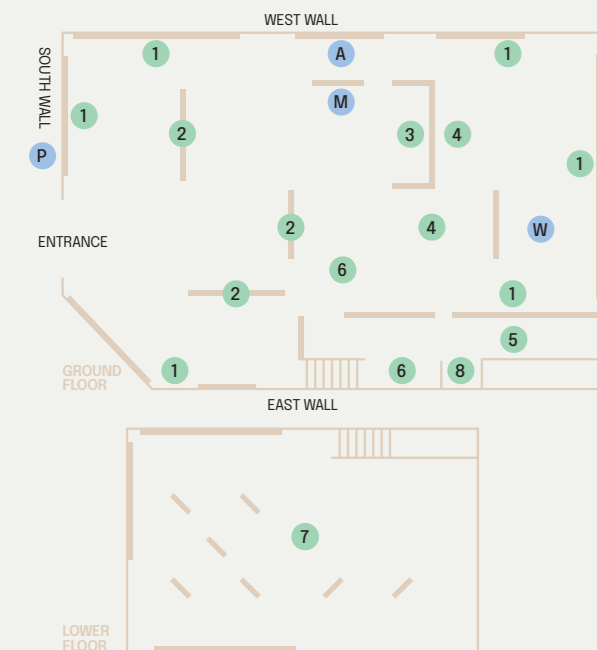 WEST WALL
1
A
1
SOUTH WALL
M
1
2
3
4
P
1
2
4
W
ENTRANCE
6
2
1
5
GROUND
FLOOR
1
6
8
EAST WALL
7
LOWER
FLOOR